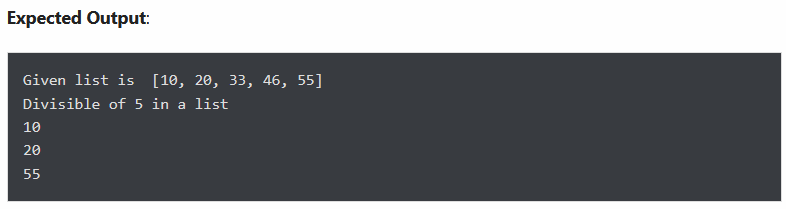 Expected Output:
Given list is  [10, 20, 33, 46, 55]
Divisible of 5 in a list
10
20
55